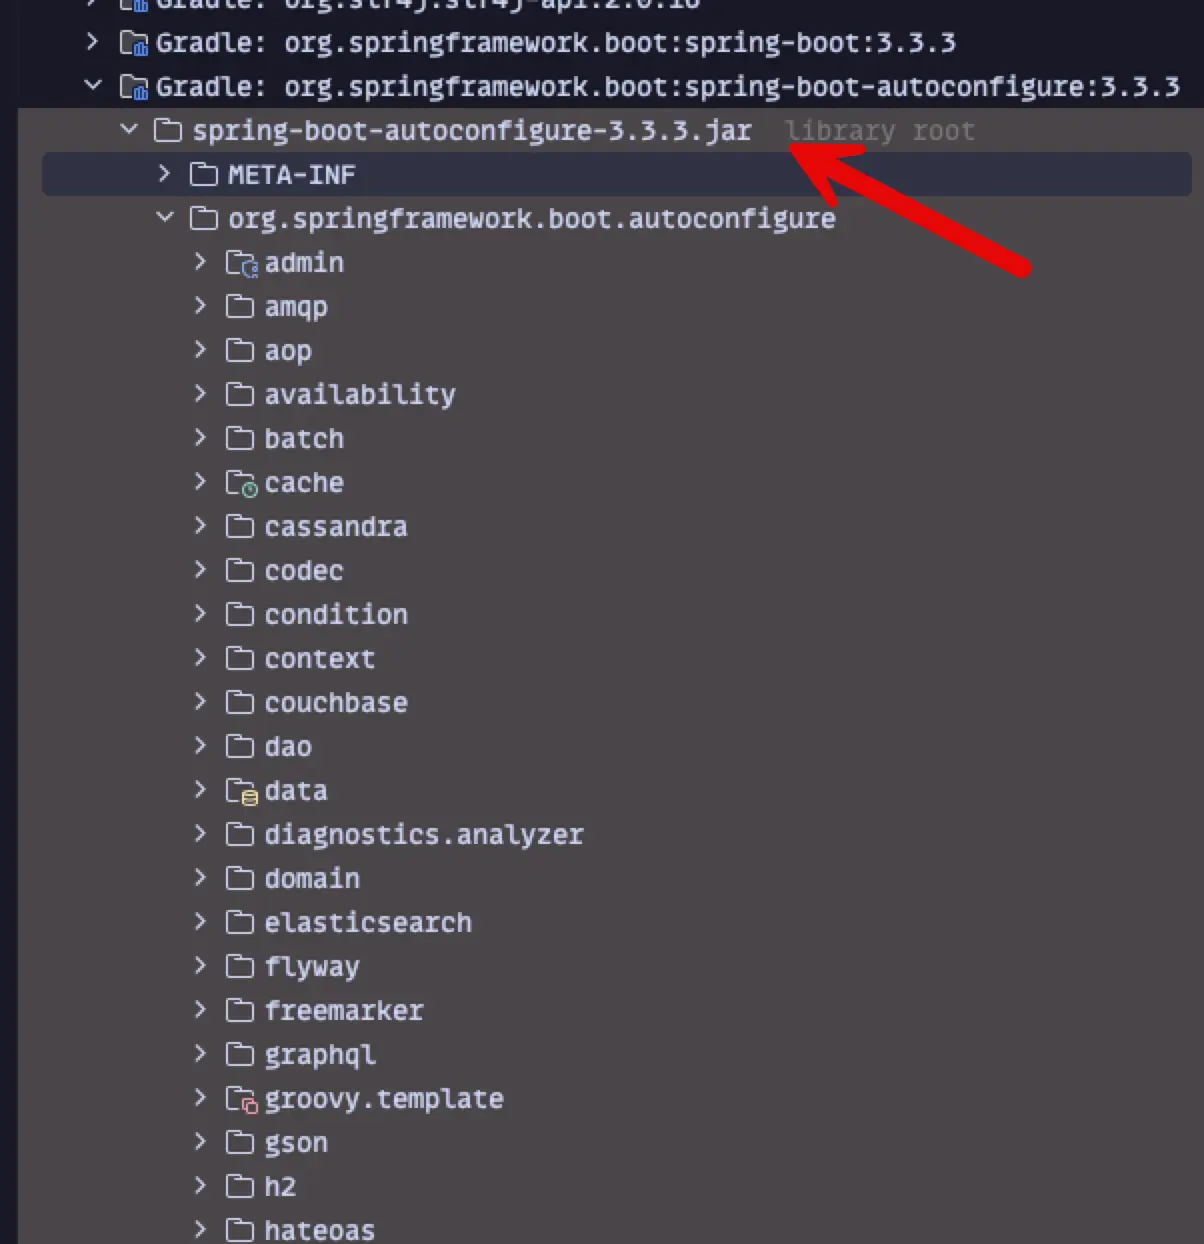 Gradle: org.slf4j:slf4j-api:2.0.16
Gradle: org.springframework.boot:spring-boot:3.3.3
Gradle: org.springframework.boot:spring-boot-autoconfigure:3.3.3
spring-boot-autoconfigure-3.3.3.jar library root
META-INF
org.springframework.boot.autoconfigure
admin
amqp
aop
availability
batch
cache
cassandra
codec
condition
context
couchbase
dao
data
diagnostics.analyzer
domain
elasticsearch
flyway
freemarker
graphql
groovy.template
gson
h2
hateoas